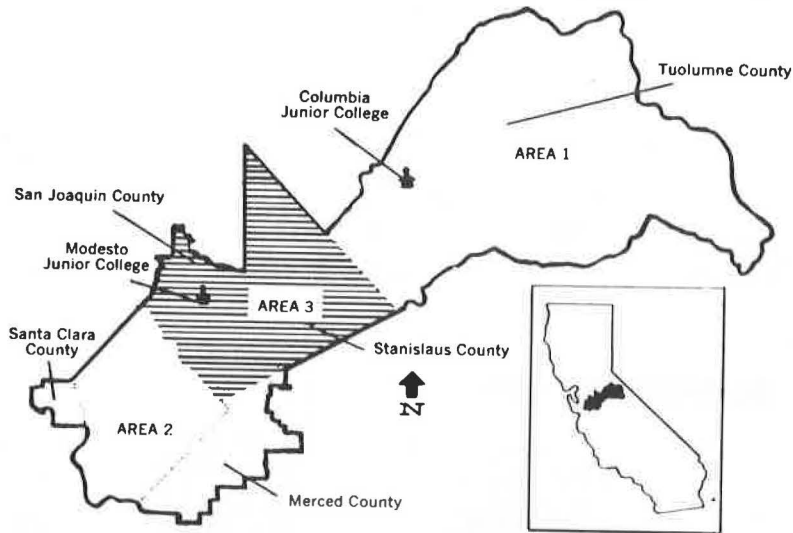 Tuolumne County
Columbia
Junior College
AREA 1
San Joaquin County
Modesto
Junior College
AREA 3
Santa Clara
County
Stanislaus County
N
AREA 2
Merced County